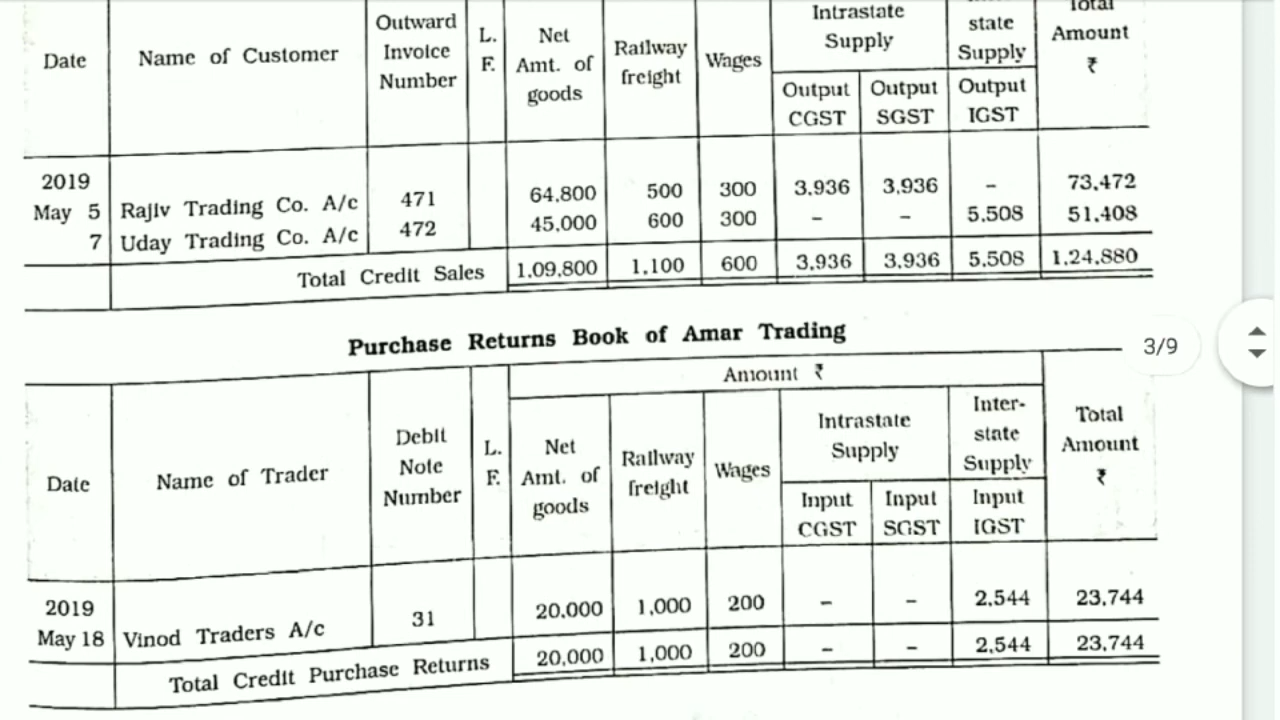 Date Name of Customer Outward Invoice Number L. F. Net Amt. of goods Railway freight Wages Intrastate Supply state Supply Total Amount ₹
Output CGST Output SGST Output IGST
2019
May 5 Rajiv Trading Co. A/c 471 64,800 500 300 3,936 3,936 – 73,472
7 Uday Trading Co. A/c 472 45,000 600 300 – – 5,508 51,408
Total Credit Sales 1,09,800 1,100 600 3,936 3,936 5,508 1,24,880
Purchase Returns Book of Amar Trading
3/9
Amount ₹
Date Name of Trader Debit Note Number L. F. Net Amt. of goods Railway freight Wages Intrastate Supply Inter-state Supply Total Amount ₹
Input CGST Input SGST Input IGST
2019
May 18 Vinod Traders A/c 31 20,000 1,000 200 – – 2,544 23,744
Total Credit Purchase Returns 20,000 1,000 200 – – 2,544 23,744